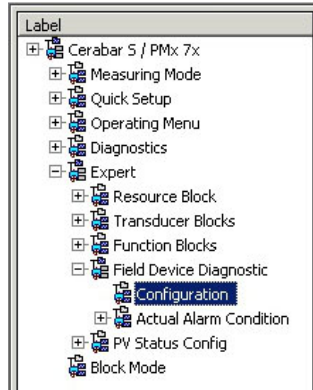 Label
Cerabar S / PMx 7x
Measuring Mode
Quick Setup
Operating Menu
Diagnostics
Expert
Resource Block
Transducer Blocks
Function Blocks
Field Device Diagnostic
Configuration
Actual Alarm Condition
PV Status Config
Block Mode